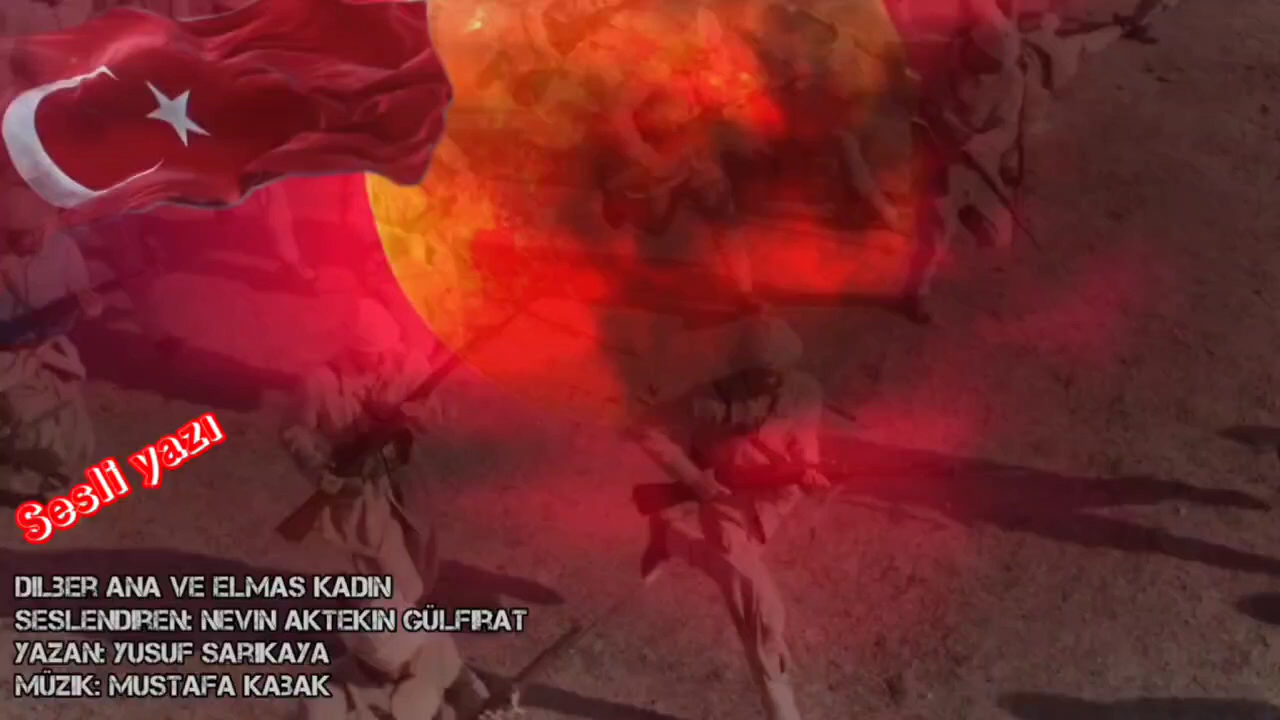 Sesli yazı
DILBER ANA VE ELMAS KADIN
SESLENDIREN: NEVIN AKTEKIN GÜLFIRAT
YAZAN: YUSUF SARIKAYA
MÜZIK: MUSTAFA KABAK